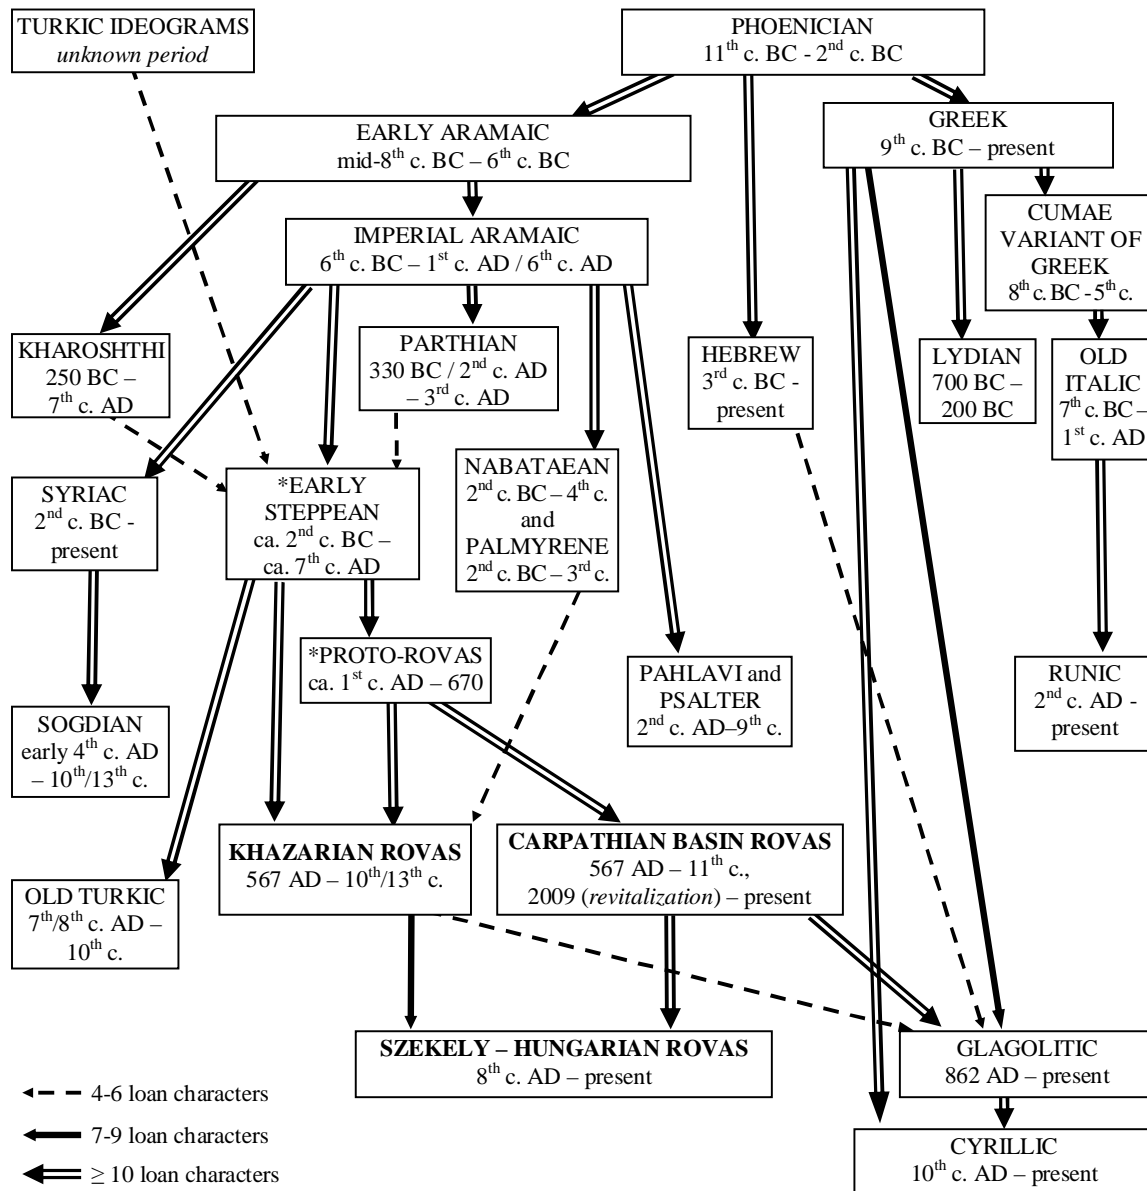 TURKIC IDEOGRAMS
unknown period
PHOENICIAN
11th c. BC - 2nd c. BC
EARLY ARAMAIC
mid-8th c. BC – 6th c. BC
GREEK
9th c. BC – present
IMPERIAL ARAMAIC
6th c. BC – 1st c. AD / 6th c. AD
CUMAE
VARIANT OF
GREEK
8th c. BC -5th c.
KHAROSHTHI
250 BC –
7th c. AD
PARTHIAN
330 BC / 2nd c. AD
– 3rd c. AD
HEBREW
3rd c. BC -
present
LYDIAN
700 BC –
200 BC
OLD
ITALIC
7th c. BC –
1st c. AD
SYRIAC
2nd c. BC -
present
*EARLY
STEPPEAN
ca. 2nd c. BC –
ca. 7th c. AD
NABATAEAN
2nd c. BC – 4th c.
and
PALMYRENE
2nd c. BC – 3rd c.
*PROTO-ROVAS
ca. 1st c. AD – 670
PAHLAVI and
PSALTER
2nd c. AD–9th c.
RUNIC
2nd c. AD -
present
SOGDIAN
early 4th c. AD
– 10th/13th c.
KHAZARIAN ROVAS
567 AD – 10th/13th c.
CARPATHIAN BASIN ROVAS
567 AD – 11th c.,
2009 (revitalization) – present
OLD TURKIC
7th/8th c. AD –
10th c.
SZEKELY – HUNGARIAN ROVAS
8th c. AD – present
GLAGOLITIC
862 AD – present
CYRILLIC
10th c. AD – present
4-6 loan characters
7-9 loan characters
≥ 10 loan characters